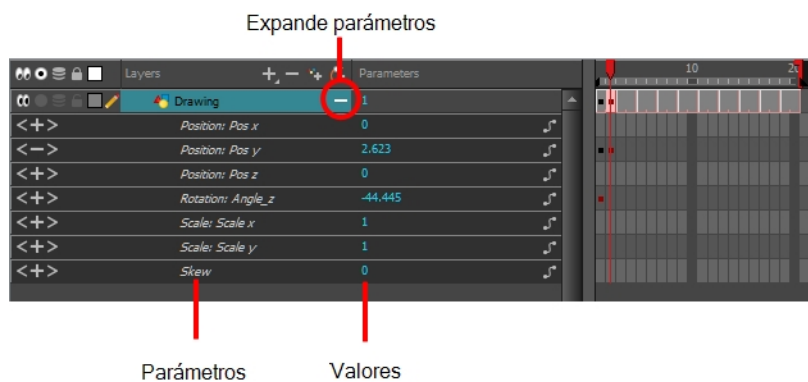 Expande parámetros
Layers Parameters 10
Drawing 1
Position: Pos x 0
Position: Pos y 2.623
Position: Pos z 0
Rotation: Angle_z -44.445
Scale: Scale x 1
Scale: Scale y 1
Skew 0
Parámetros Valores